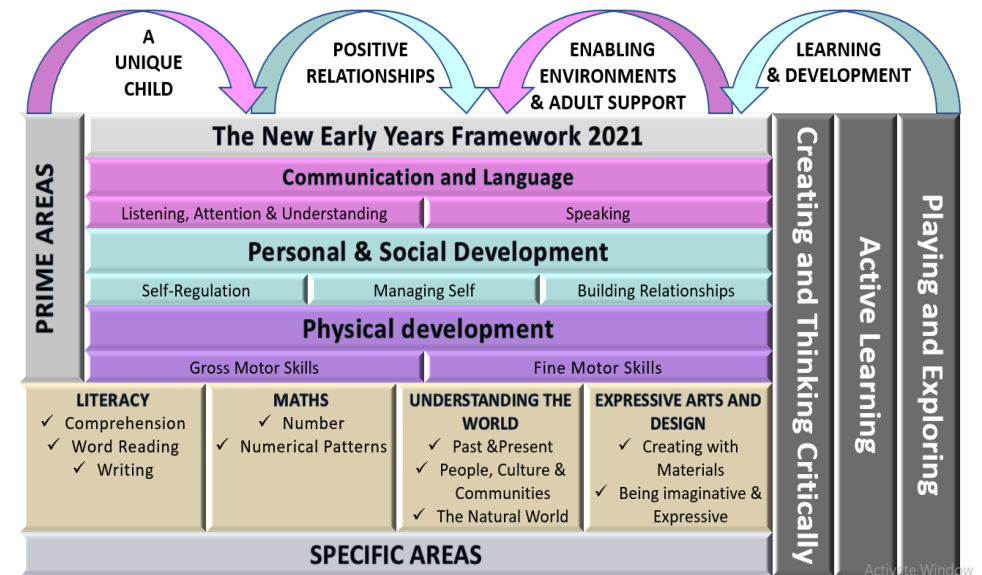 A
UNIQUE
CHILD
POSITIVE
RELATIONSHIPS
ENABLING
ENVIRONMENTS
& ADULT SUPPORT
LEARNING
& DEVELOPMENT
PRIME AREAS
The New Early Years Framework 2021
Communication and Language
Listening, Attention & Understanding
Speaking
Personal & Social Development
Self-Regulation
Managing Self
Building Relationships
Physical development
Gross Motor Skills
Fine Motor Skills
LITERACY
✓ Comprehension
✓ Word Reading
✓ Writing
MATHS
✓ Number
✓ Numerical Patterns
UNDERSTANDING THE
WORLD
✓ Past &Present
✓ People, Culture &
Communities
✓ The Natural World
EXPRESSIVE ARTS AND
DESIGN
✓ Creating with
Materials
✓ Being imaginative &
Expressive
SPECIFIC AREAS
Creating and Thinking Critically
Active Learning
Playing and Exploring
Activate Window